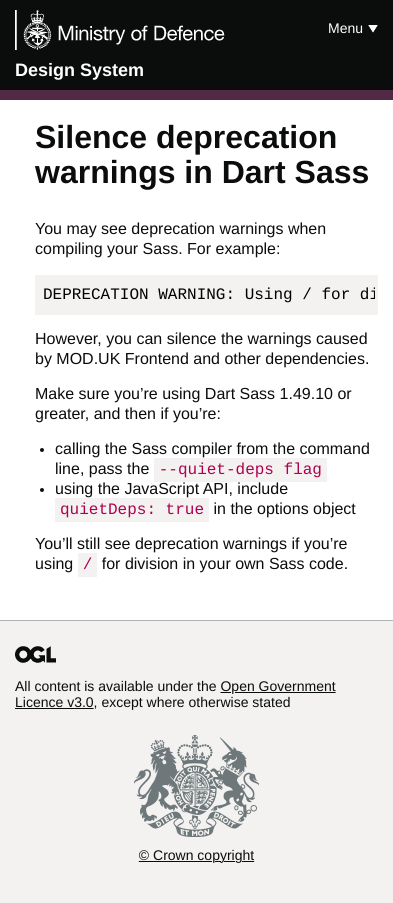 Ministry of Defence
Menu
Design System
Silence deprecation
warnings in Dart Sass
You may see deprecation warnings when
compiling your Sass. For example:
DEPRECATION WARNING: Using / for di
However, you can silence the warnings caused
by MOD.UK Frontend and other dependencies.
Make sure you’re using Dart Sass 1.49.10 or
greater, and then if you’re:
• calling the Sass compiler from the command
line, pass the --quiet-deps flag
• using the JavaScript API, include
quietDeps: true in the options object
You’ll still see deprecation warnings if you’re
using / for division in your own Sass code.
OGL
All content is available under the Open Government
Licence v3.0, except where otherwise stated
DIEU ET MON DROIT
© Crown copyright